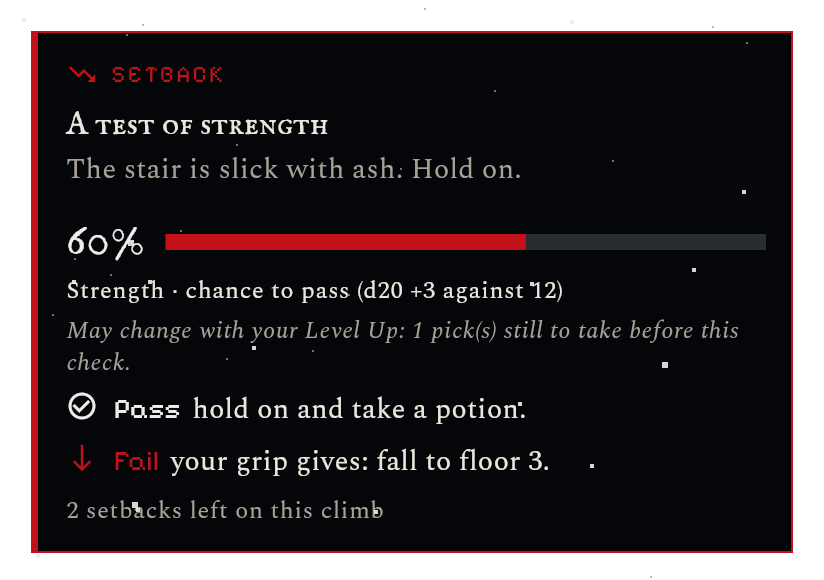 SETBACK
A TEST OF STRENGTH
The stair is slick with ash. Hold on.
60%
Strength · chance to pass (d20 +3 against 12)
May change with your Level Up: 1 pick(s) still to take before this
check.
Pass hold on and take a potion.
Fail your grip gives: fall to floor 3.
2 setbacks left on this climb